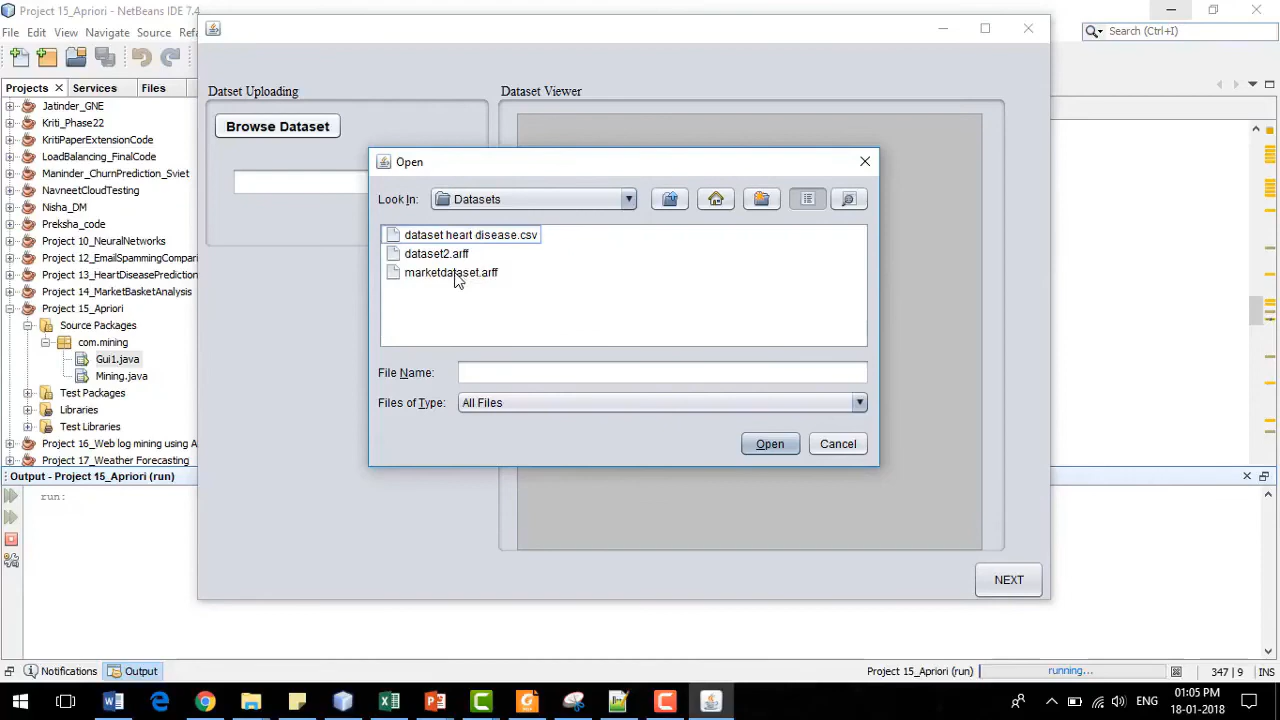 Project 15_Apriori - NetBeans IDE 7.4
File Edit View Navigate Source Refa
Search (Ctrl+I)
Projects Services Files
Jatinder_GNE
Kriti_Phase22
KritiPaperExtensionCode
LoadBalancing_FinalCode
Maninder_ChurnPrediction_Sviet
NavneetCloudTesting
Nisha_DM
Preksha_code
Project 10_NeuralNetworks
Project 12_EmailSpammingCompari
Project 13_HeartDiseasePrediction
Project 14_MarketBasketAnalysis
Project 15_Apriori
Source Packages
com.mining
Gui1.java
Mining.java
Test Packages
Libraries
Test Libraries
Project 16_Web log mining using A
Project 17_Weather Forecasting
Datset Uploading
Browse Dataset
Dataset Viewer
Open
Look In: Datasets
dataset heart disease.csv
dataset2.arff
marketdataset.arff
File Name:
Files of Type: All Files
Open Cancel
NEXT
Output - Project 15_Apriori (run)
run:
Notifications Output
Project 15_Apriori (run) running... 347 | 9 INS
ENG
01:05 PM
18-01-2018